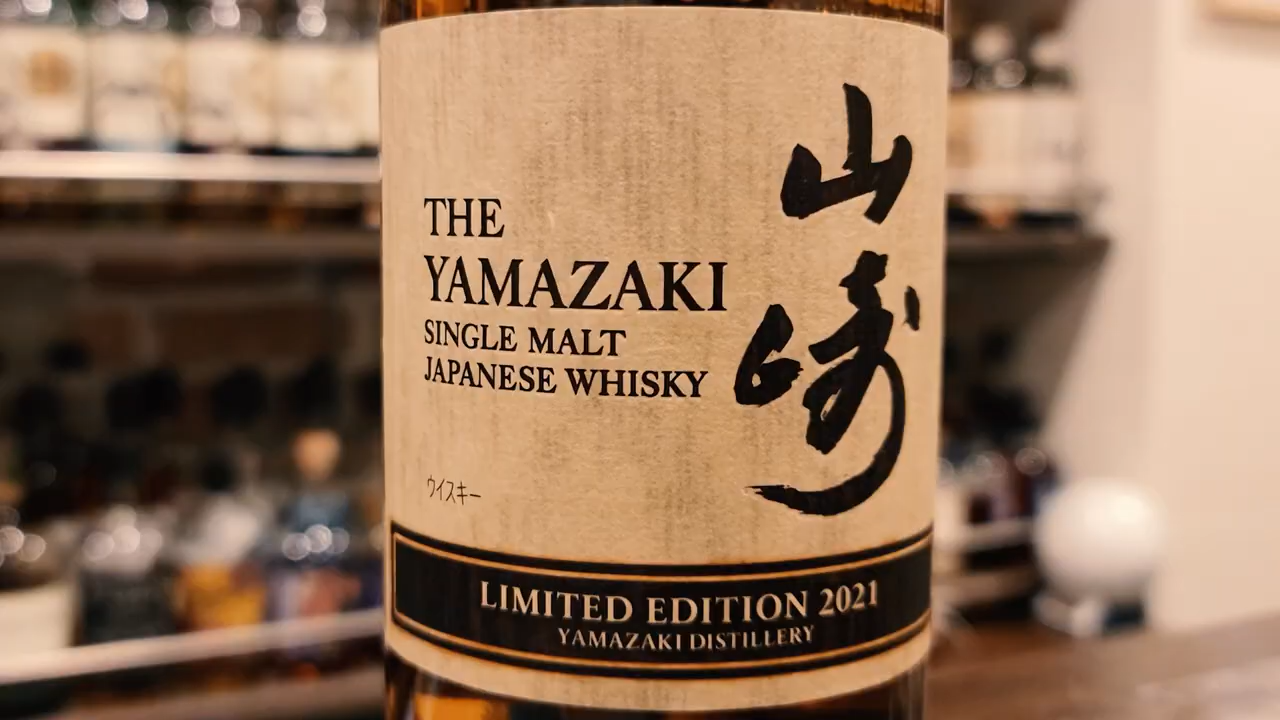 THE
YAMAZAKI
SINGLE MALT
JAPANESE WHISKY
山崎
ウイスキー
LIMITED EDITION 2021
YAMAZAKI DISTILLERY